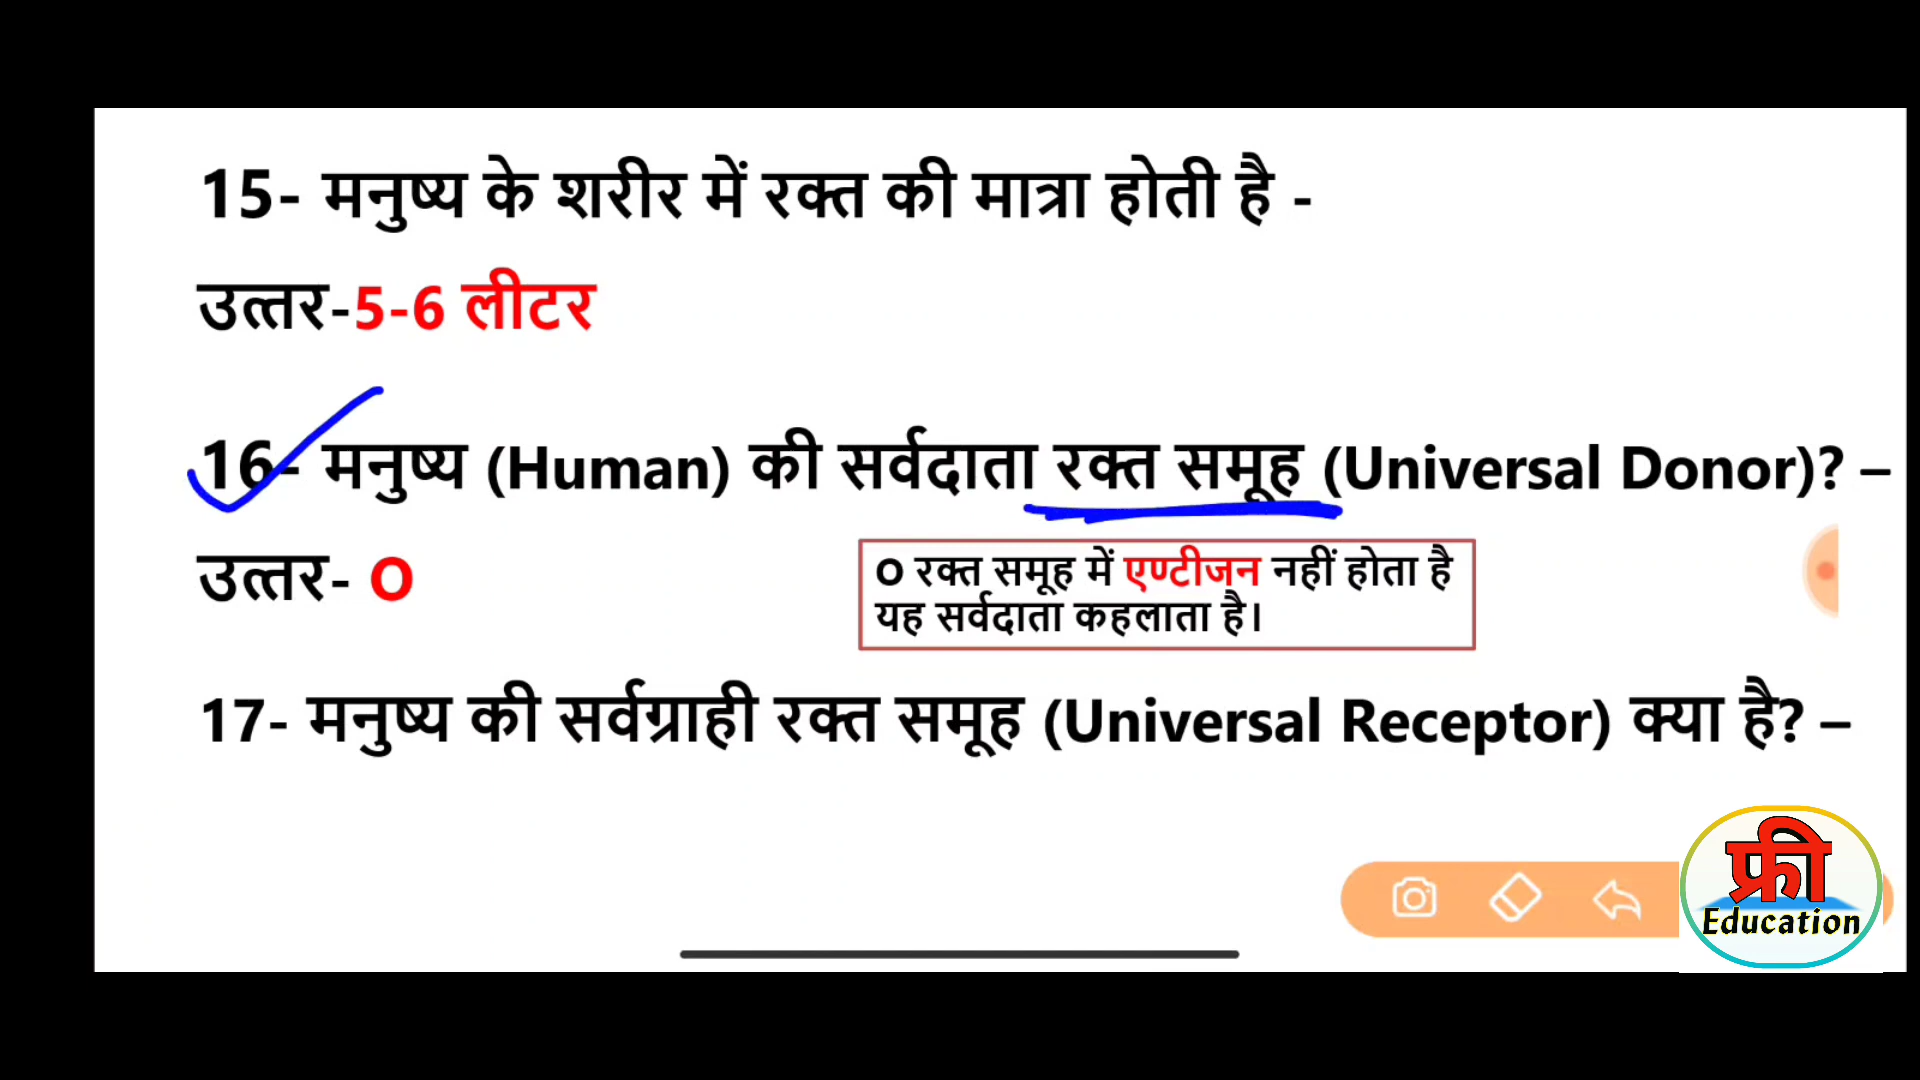 15- मनुष्य के शरीर में रक्त की मात्रा होती है -
उत्तर-5-6 लीटर
16- मनुष्य (Human) की सर्वदाता रक्त समूह (Universal Donor)? –
उत्तर- O
O रक्त समूह में एण्टीजन नहीं होता है
यह सर्वदाता कहलाता है।
17- मनुष्य की सर्वग्राही रक्त समूह (Universal Receptor) क्या है? –
फ्री
Education